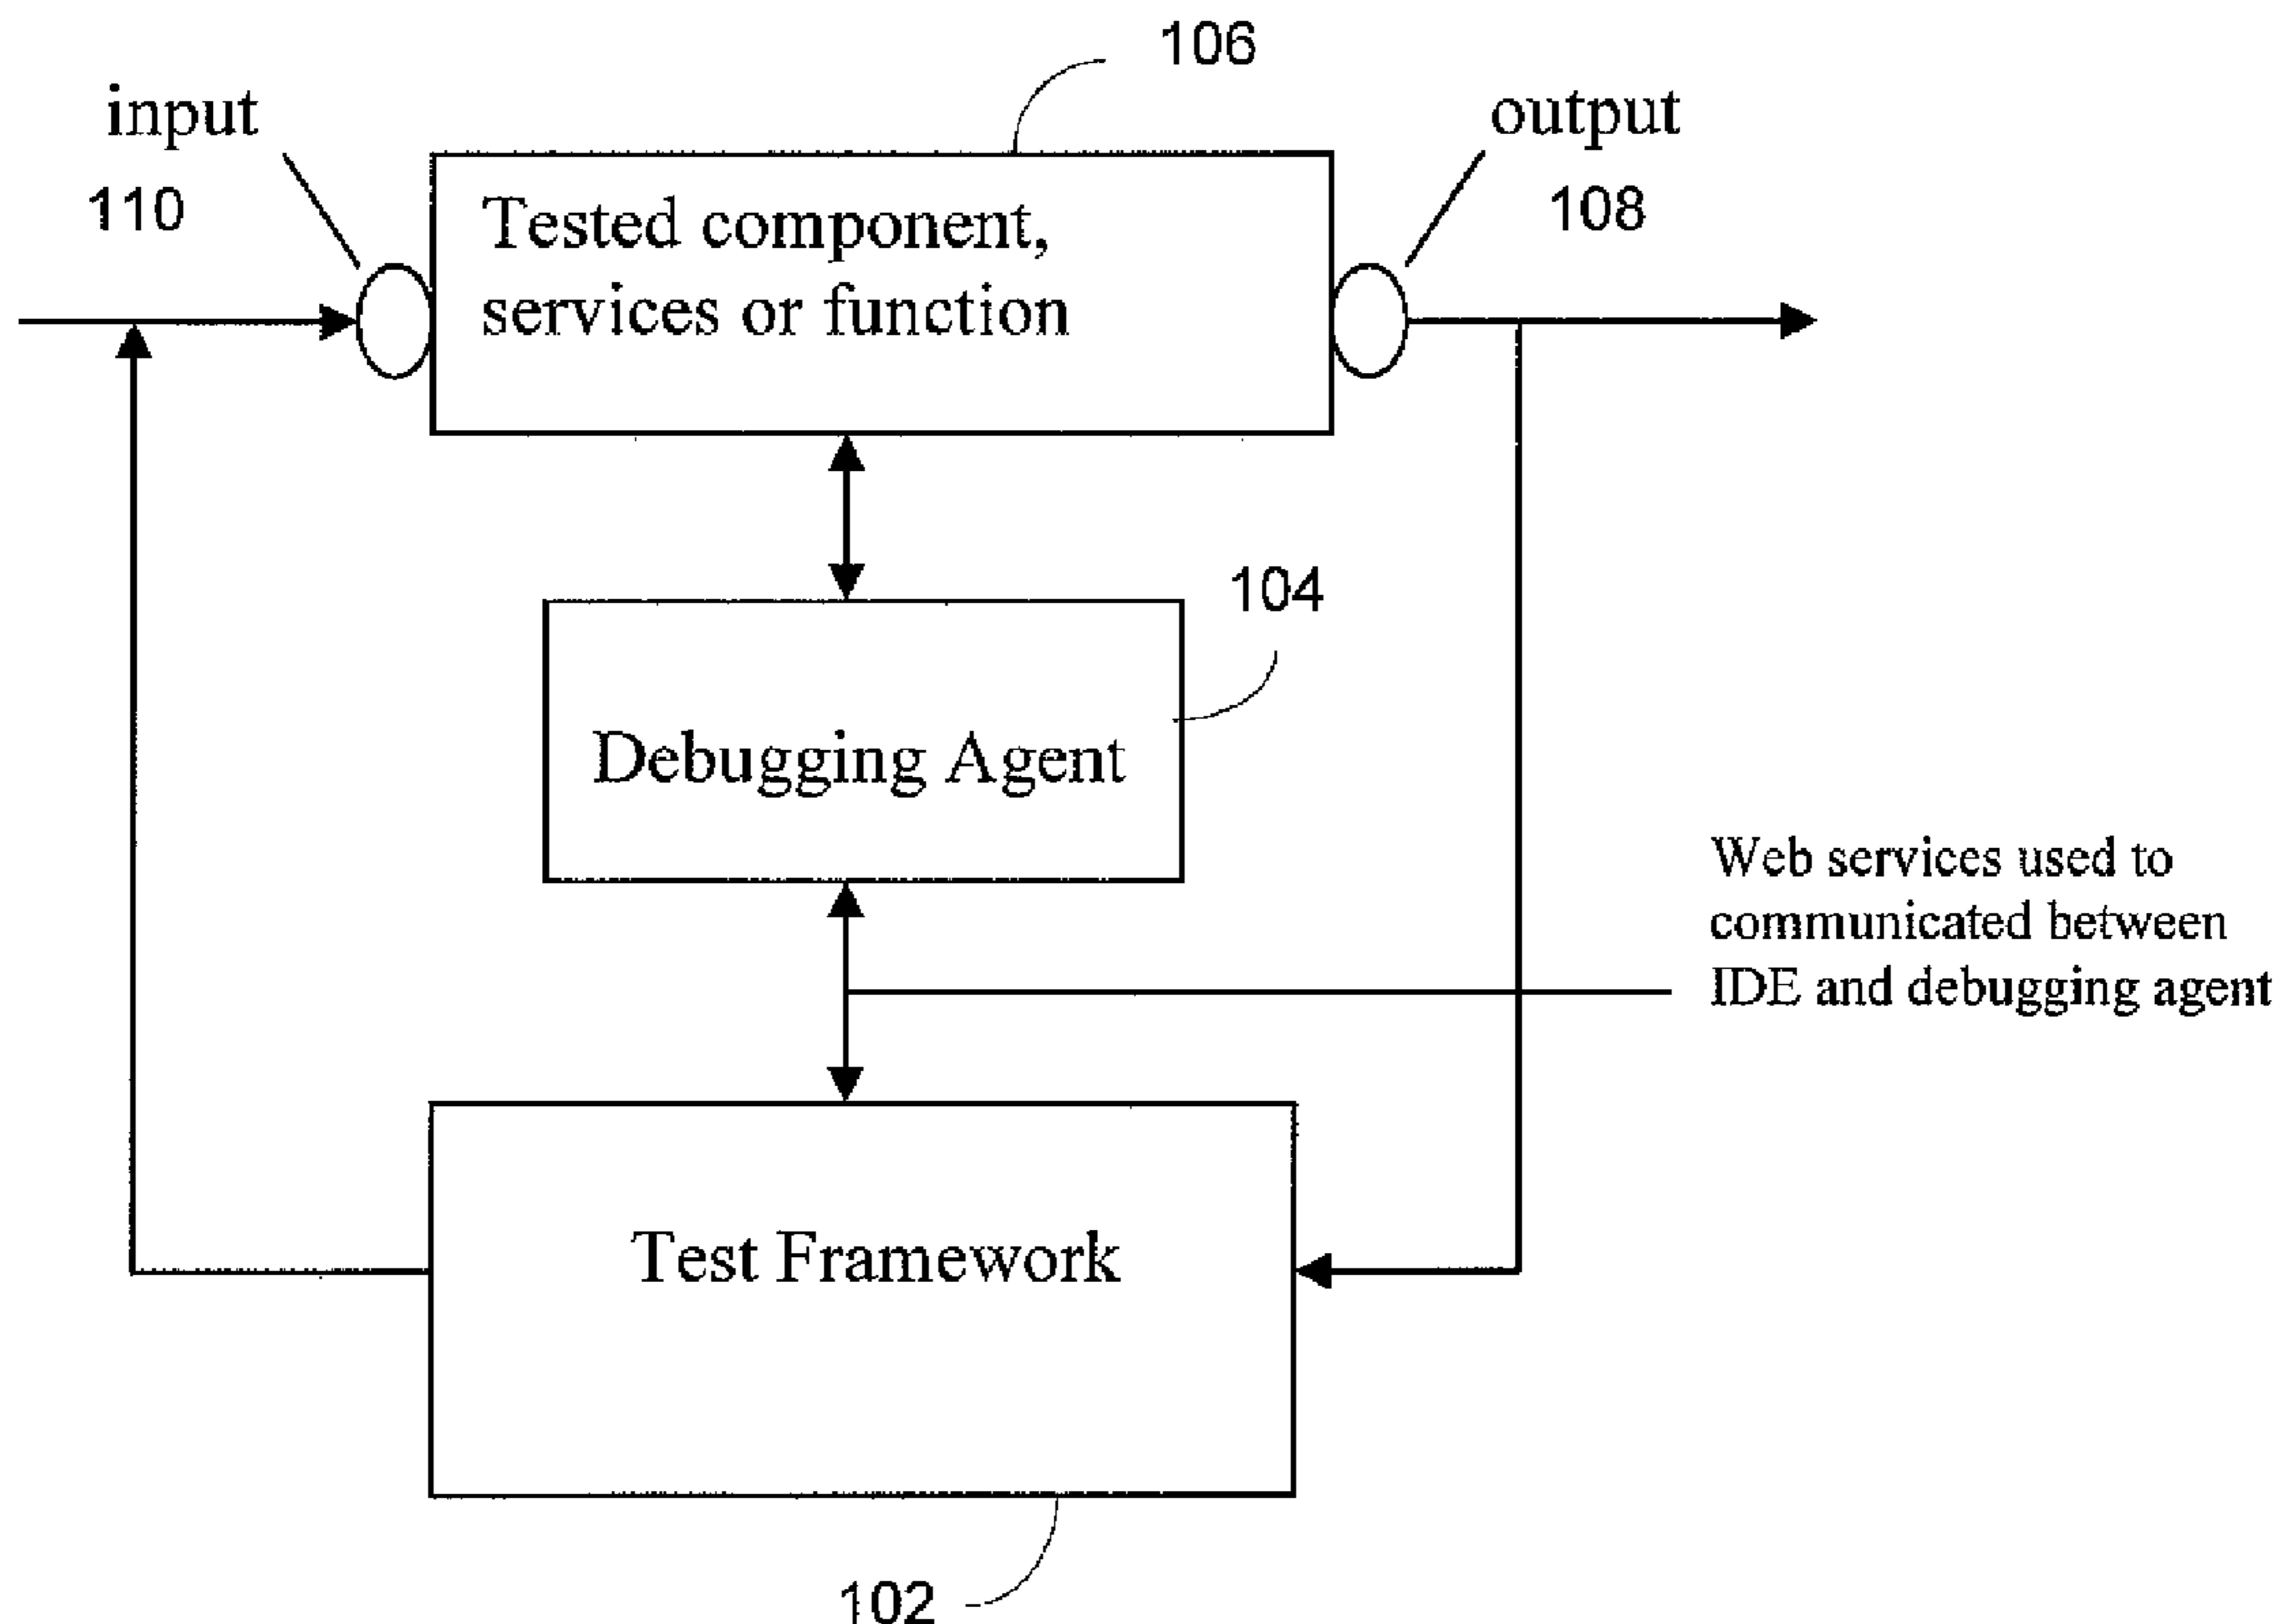 106
input
output
110
108
Tested component,
services or function
104
Debugging Agent
Web services used to
communicated between
IDE and debugging agent
Test Framework
102